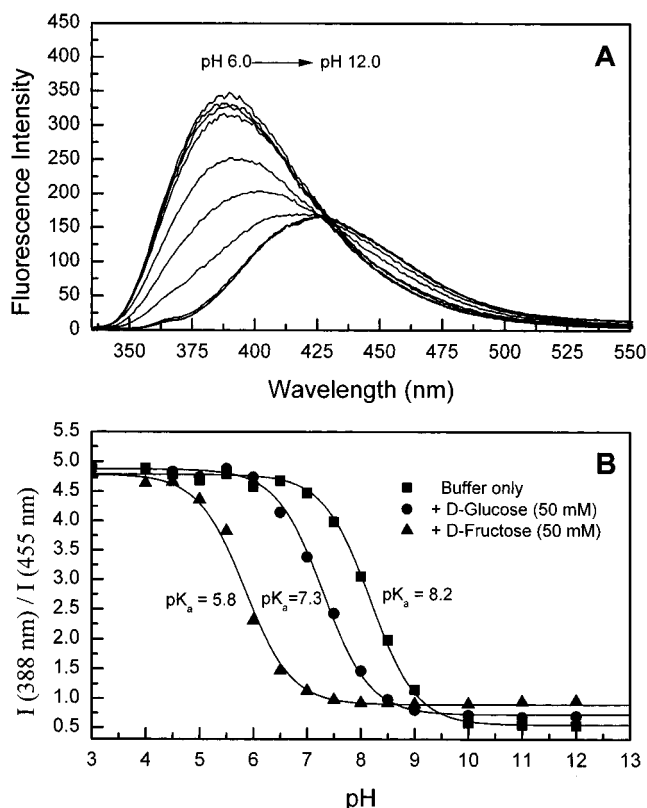 450
400
350
300
250
200
150
100
50
0
Fluorescence Intensity
pH 6.0 pH 12.0
A
350 375 400 425 450 475 500 525 550
Wavelength (nm)
5.5
5.0
4.5
4.0
3.5
3.0
2.5
2.0
1.5
1.0
0.5
I (388 nm) / I (455 nm)
B
Buffer only
+ D-Glucose (50 mM)
+ D-Fructose (50 mM)
pKa = 5.8 pKa=7.3 pKa = 8.2
3 4 5 6 7 8 9 10 11 12 13
pH